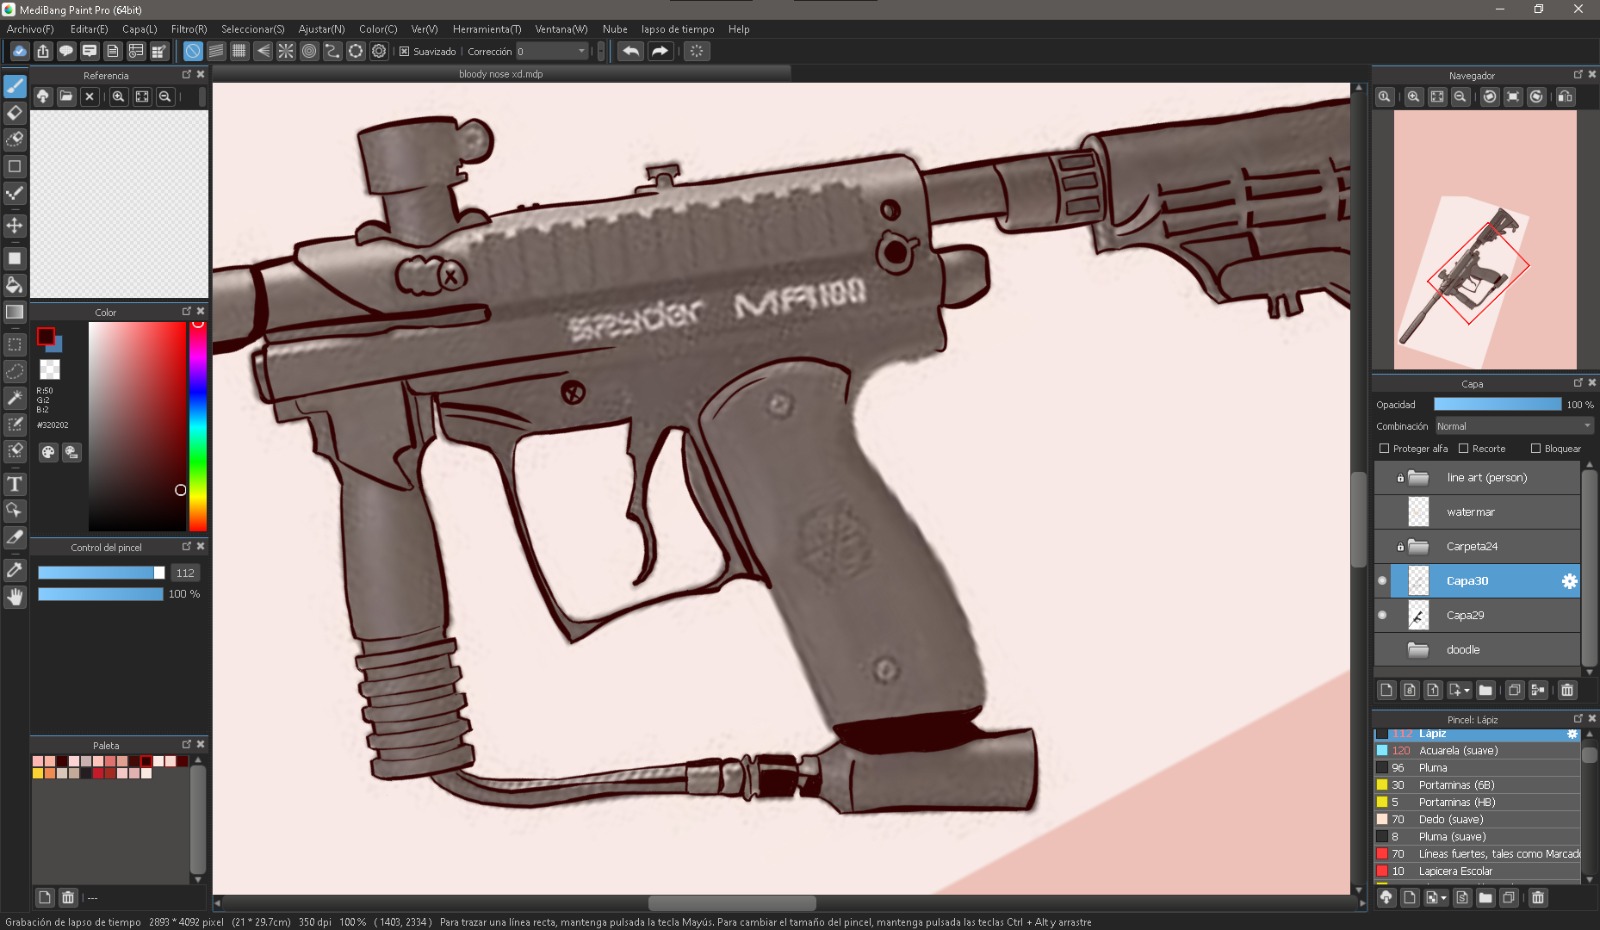 MediBang Paint Pro (64bit)
Archivo(F) Editar(E) Capa(L) Filtro(R) Seleccionar(S) Ajustar(N) Color(C) Ver(V) Herramienta(T) Ventana(W) Nube lapso de tiempo Help
Suavizado Corrección 0
Referencia
bloody nose xd.mdp
Navegador
Spyder MR100
Color
R:50
G:2
B:2
#320202
Capa
Opacidad 100 %
Combinación Normal
Proteger alfa Recorte Bloquear
line art (person)
watermar
Carpeta24
Capa30
Capa29
doodle
Control del pincel
112
100 %
Paleta
---
Pincel: Lápiz
112 Lápiz
120 Acuarela (suave)
96 Pluma
30 Portaminas (6B)
5 Portaminas (HB)
70 Dedo (suave)
8 Pluma (suave)
70 Líneas fuertes, tales como Marcad
10 Lapicera Escolar
Grabación de lapso de tiempo 2893 * 4092 pixel (21 * 29.7cm) 350 dpi 100 % ( 1403, 2334 ) Para trazar una línea recta, mantenga pulsada la tecla Mayús. Para cambiar el tamaño del pincel, mantenga pulsada las teclas Ctrl + Alt y arrastre